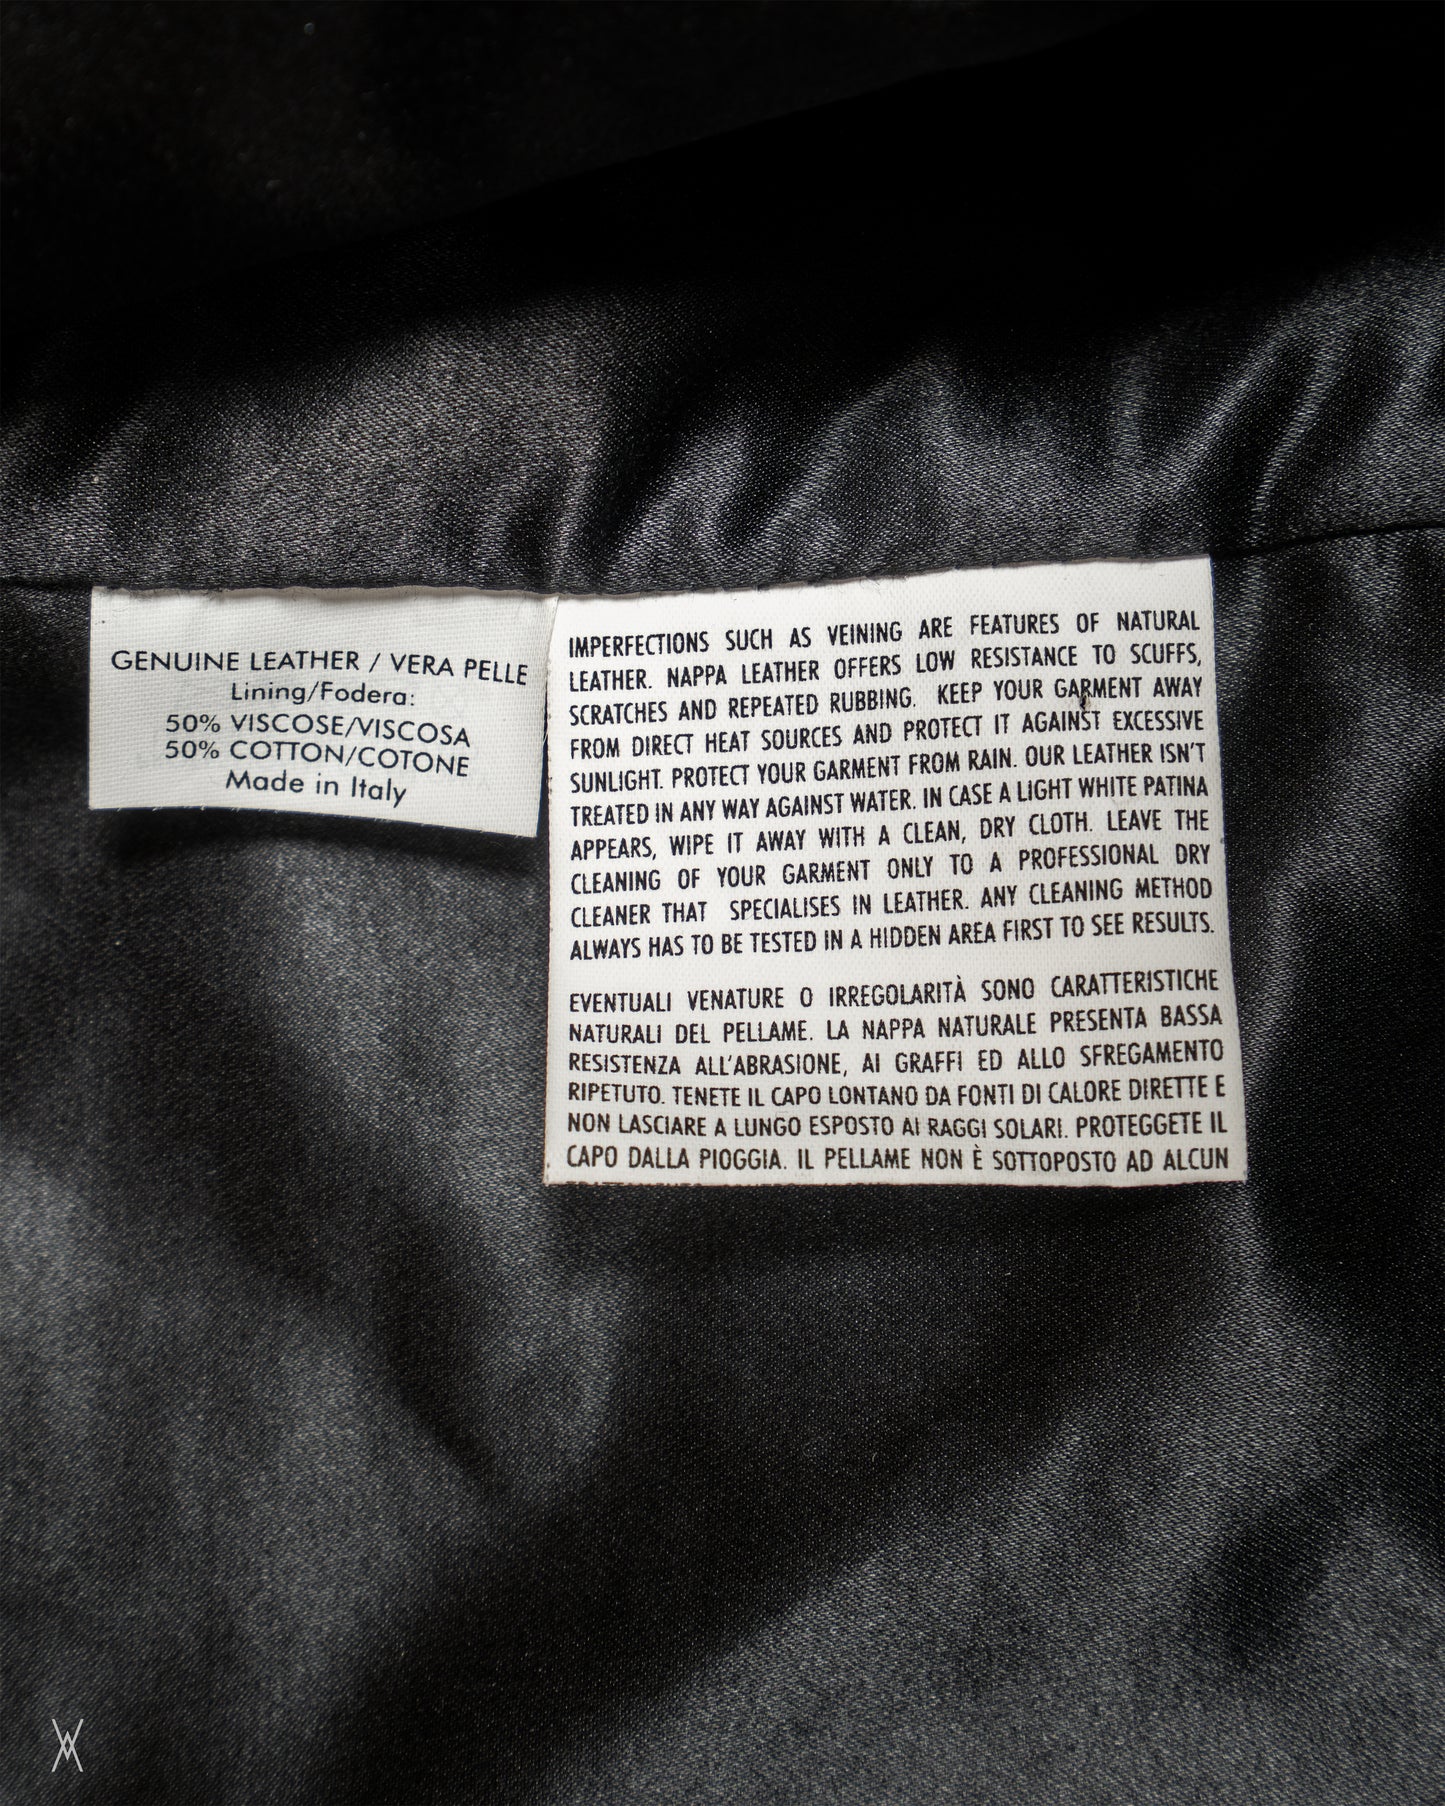 GENUINE LEATHER / VERA PELLE
Lining/Fodera:
50% VISCOSE/VISCOSA
50% COTTON/COTONE
Made in Italy
IMPERFECTIONS SUCH AS VEINING ARE FEATURES OF NATURAL
LEATHER. NAPPA LEATHER OFFERS LOW RESISTANCE TO SCUFFS,
SCRATCHES AND REPEATED RUBBING. KEEP YOUR GARMENT AWAY
FROM DIRECT HEAT SOURCES AND PROTECT IT AGAINST EXCESSIVE
SUNLIGHT. PROTECT YOUR GARMENT FROM RAIN. OUR LEATHER ISN'T
TREATED IN ANY WAY AGAINST WATER. IN CASE A LIGHT WHITE PATINA
APPEARS, WIPE IT AWAY WITH A CLEAN, DRY CLOTH. LEAVE THE
CLEANING OF YOUR GARMENT ONLY TO A PROFESSIONAL DRY
CLEANER THAT SPECIALISES IN LEATHER. ANY CLEANING METHOD
ALWAYS HAS TO BE TESTED IN A HIDDEN AREA FIRST TO SEE RESULTS.
EVENTUALI VENATURE O IRREGOLARITÀ SONO CARATTERISTICHE
NATURALI DEL PELLAME. LA NAPPA NATURALE PRESENTA BASSA
RESISTENZA ALL'ABRASIONE, AI GRAFFI ED ALLO SFREGAMENTO
RIPETUTO. TENETE IL CAPO LONTANO DA FONTI DI CALORE DIRETTE E
NON LASCIARE A LUNGO ESPOSTO AI RAGGI SOLARI. PROTEGGETE IL
CAPO DALLA PIOGGIA. IL PELLAME NON È SOTTOPOSTO AD ALCUN